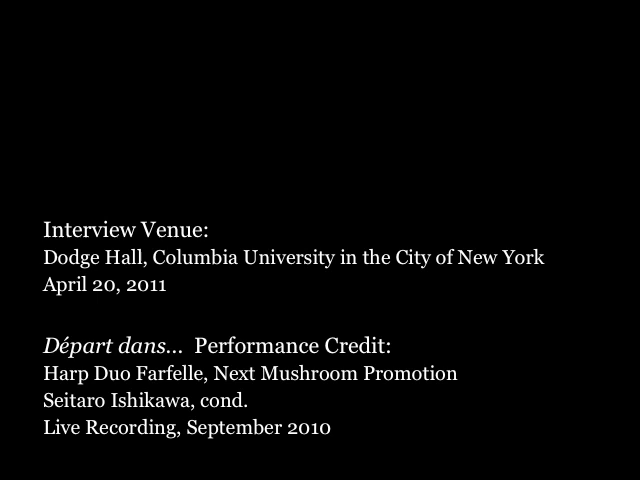 Interview Venue:
Dodge Hall, Columbia University in the City of New York
April 20, 2011
Départ dans...  Performance Credit:
Harp Duo Farfelle, Next Mushroom Promotion
Seitaro Ishikawa, cond.
Live Recording, September 2010